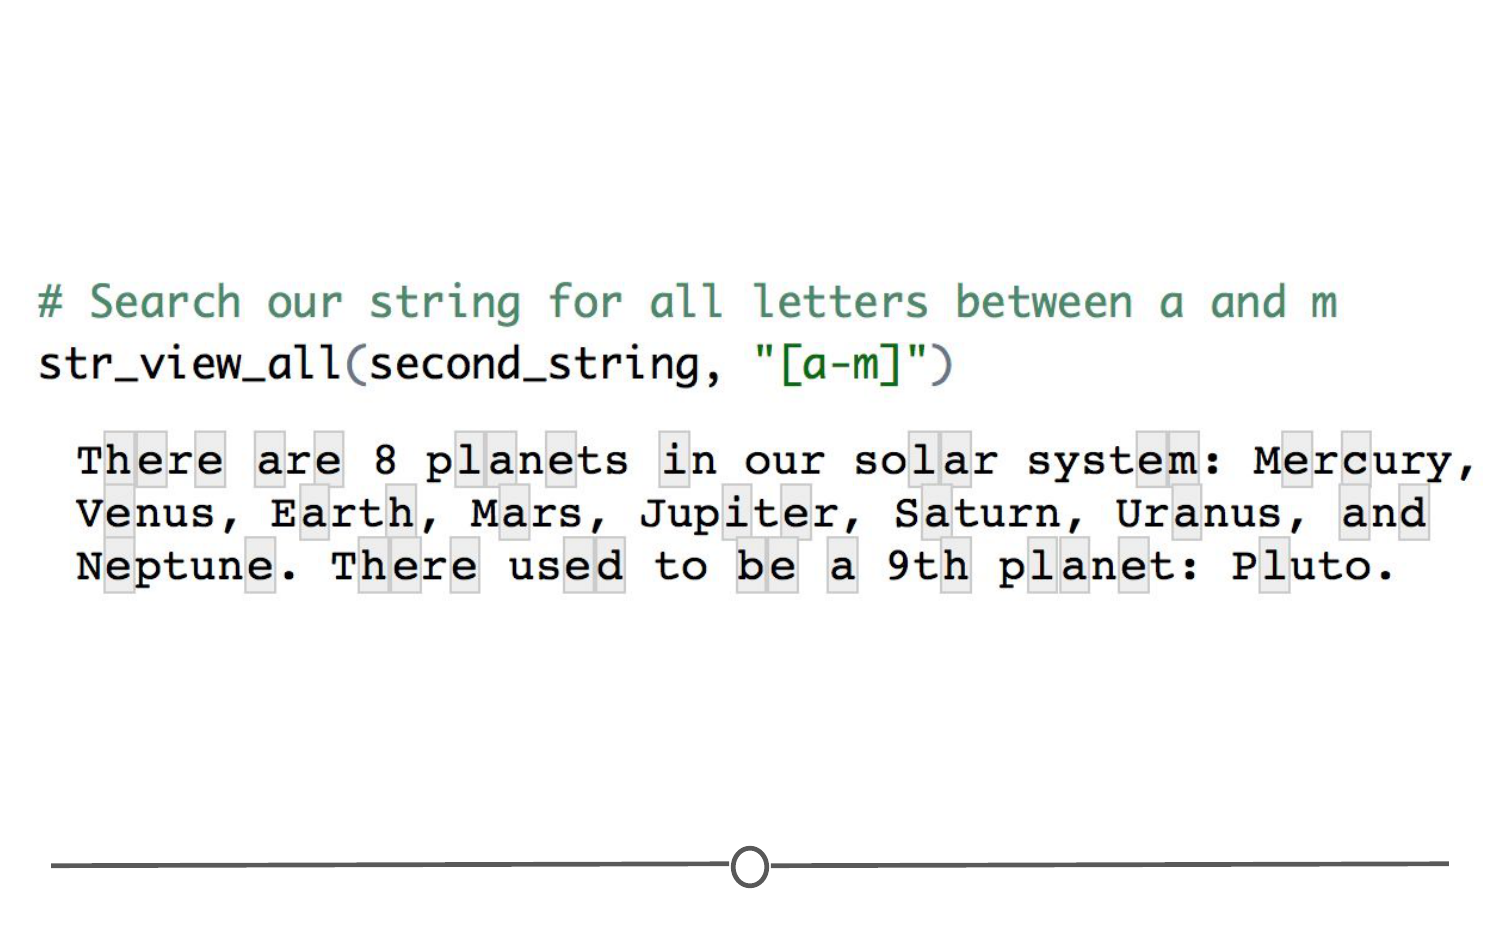 # Search our string for all letters between a and m
str_view_all(second_string, "[a-m]")
There are 8 planets in our solar system: Mercury,
Venus, Earth, Mars, Jupiter, Saturn, Uranus, and
Neptune. There used to be a 9th planet: Pluto.